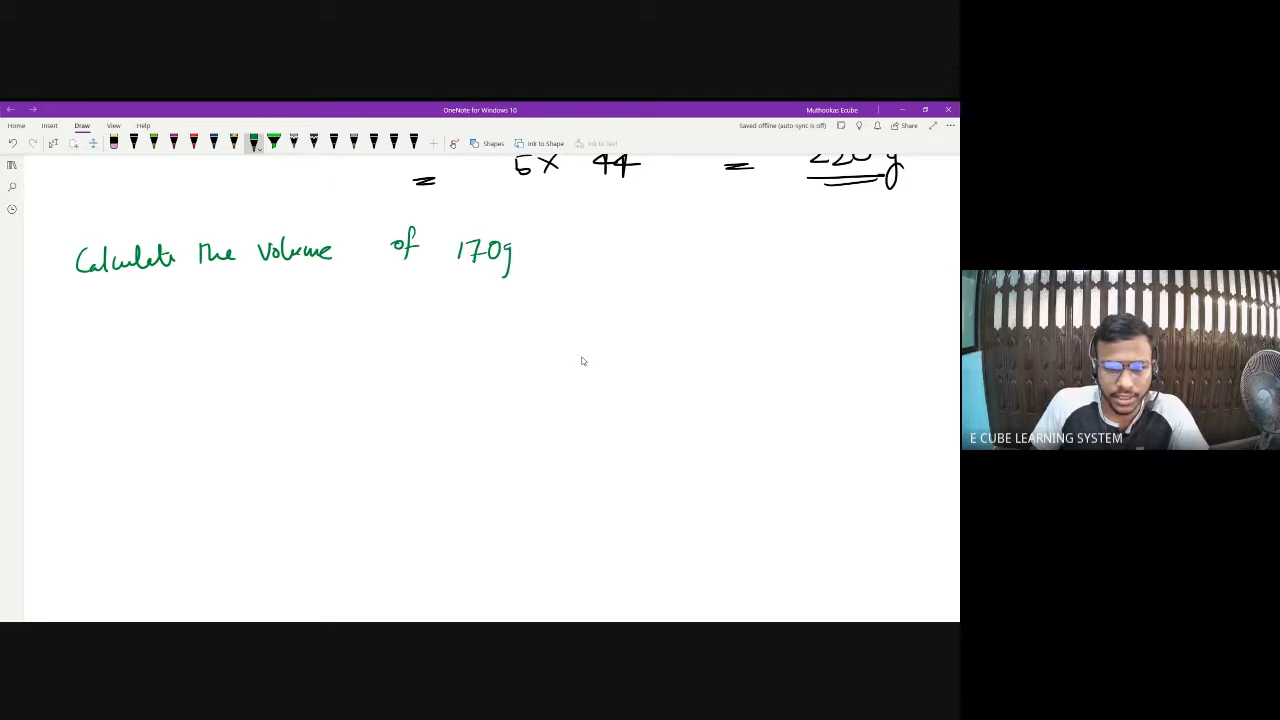 OneNote for Windows 10
Muthookas Ecube
Home Insert Draw View Help
Saved offline (auto-sync is off) Share
Shapes Ink to Shape Ink to Text
5 × 44 = 220 g
=
Calculate the volume of 170g
E CUBE LEARNING SYSTEM